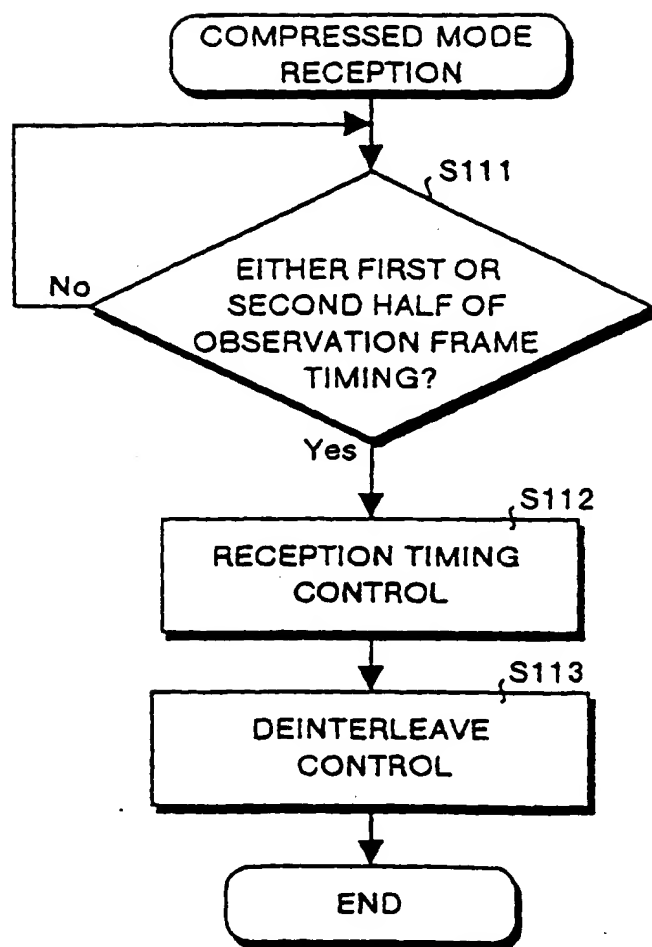 COMPRESSED MODE
RECEPTION
S111
EITHER FIRST OR
SECOND HALF OF
OBSERVATION FRAME
TIMING?
No
Yes
S112
RECEPTION TIMING
CONTROL
S113
DEINTERLEAVE
CONTROL
END